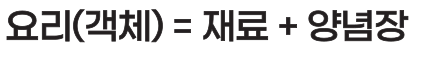 요리(객체) = 재료 + 양념장